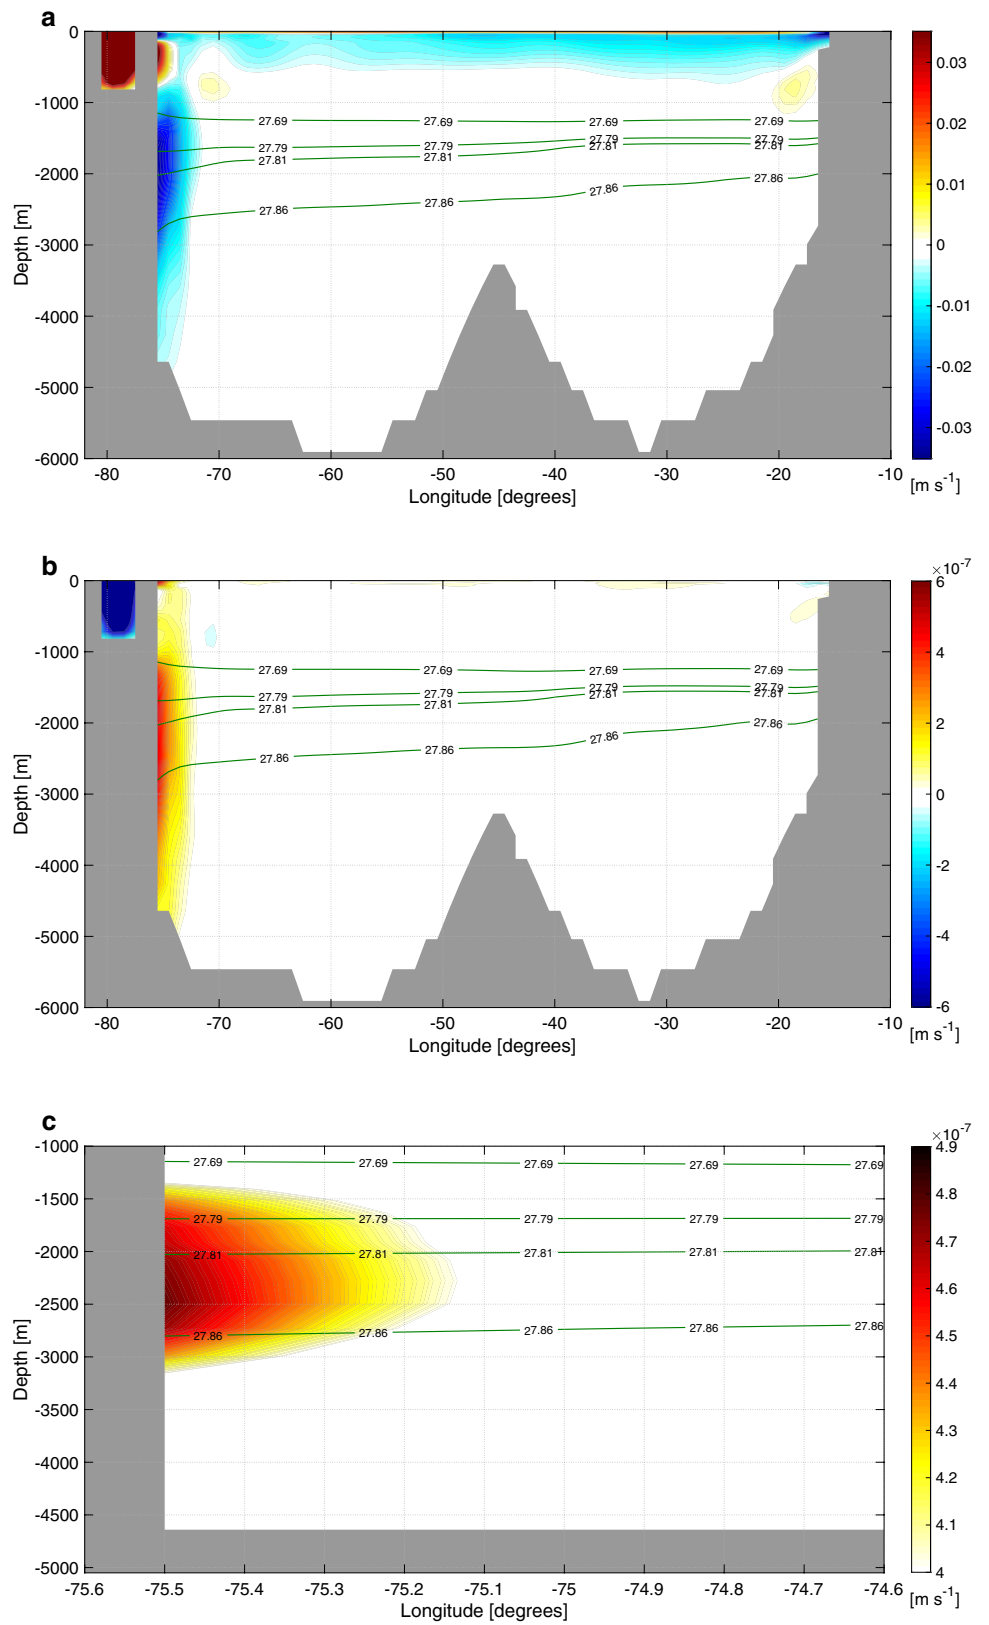 a
0
-1000
-2000
-3000
-4000
-5000
-6000
Depth [m]
27.69 27.69 27.69 27.69
27.79 27.79 27.79 27.79
27.81 27.81 27.81 27.81
27.86 27.86 27.86 27.86
-80 -70 -60 -50 -40 -30 -20 -10
Longitude [degrees]
0.03
0.02
0.01
0
-0.01
-0.02
-0.03
[m s⁻¹]
b
0
-1000
-2000
-3000
-4000
-5000
-6000
Depth [m]
27.69 27.69 27.69 27.69
27.79 27.79 27.79 27.79
27.81 27.81 27.81 27.81
27.86 27.86 27.86 27.86
-80 -70 -60 -50 -40 -30 -20 -10
Longitude [degrees]
×10⁻⁷
6
4
2
0
-2
-4
-6
[m s⁻¹]
c
-1000
-1500
-2000
-2500
-3000
-3500
-4000
-4500
-5000
Depth [m]
27.69 27.69 27.69 27.69 27.69
27.79 27.79 27.79 27.79 27.79
27.81 27.81 27.81 27.81 27.81
27.86 27.86 27.86 27.86 27.86
-75.6 -75.5 -75.4 -75.3 -75.2 -75.1 -75 -74.9 -74.8 -74.7 -74.6
Longitude [degrees]
×10⁻⁷
4.9
4.8
4.7
4.6
4.5
4.4
4.3
4.2
4.1
4
[m s⁻¹]